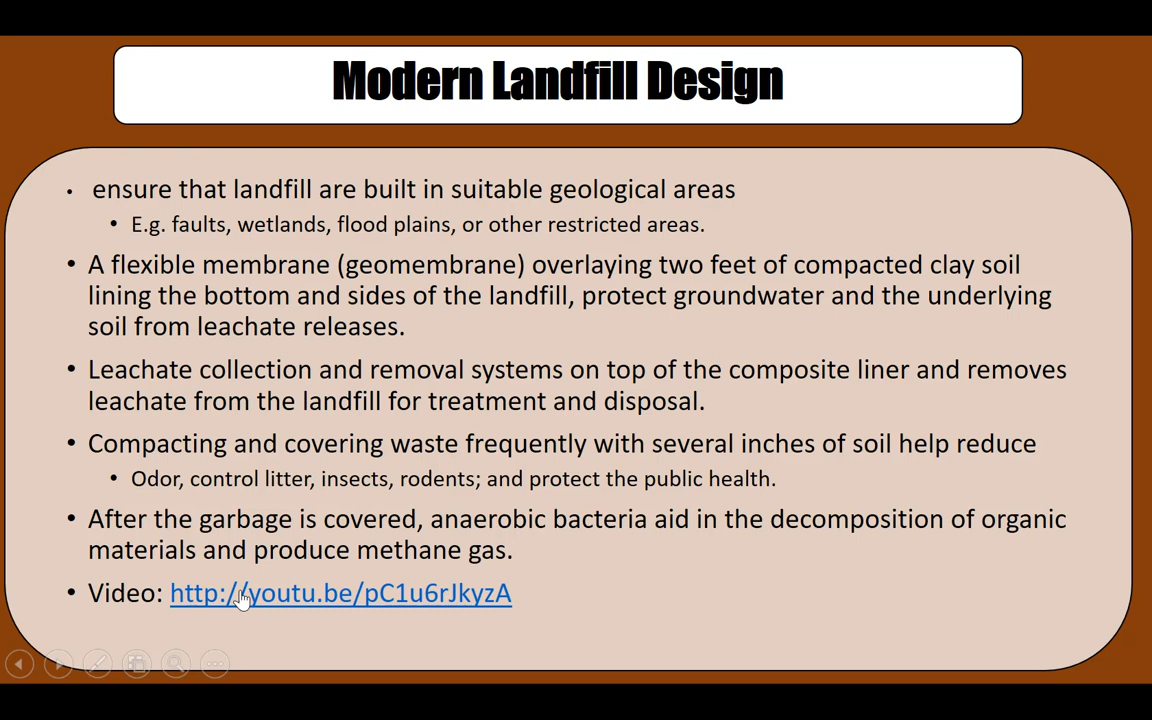 Modern Landfill Design
• ensure that landfill are built in suitable geological areas
• E.g. faults, wetlands, flood plains, or other restricted areas.
• A flexible membrane (geomembrane) overlaying two feet of compacted clay soil
lining the bottom and sides of the landfill, protect groundwater and the underlying
soil from leachate releases.
• Leachate collection and removal systems on top of the composite liner and removes
leachate from the landfill for treatment and disposal.
• Compacting and covering waste frequently with several inches of soil help reduce
• Odor, control litter, insects, rodents; and protect the public health.
• After the garbage is covered, anaerobic bacteria aid in the decomposition of organic
materials and produce methane gas.
• Video: http://youtu.be/pC1u6rJkyzA